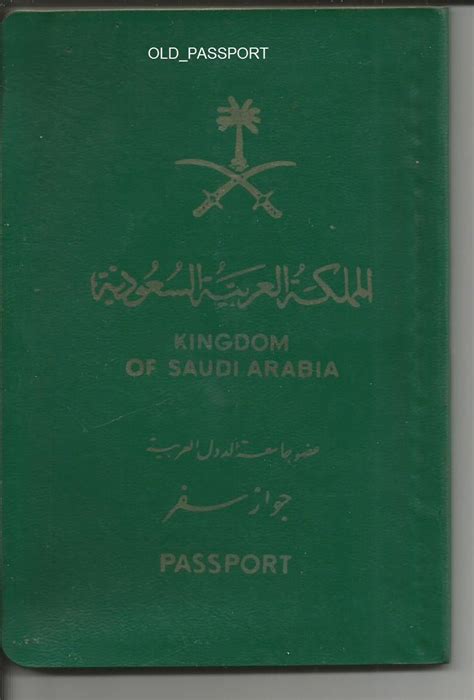 OLD_PASSPORT
المملكة العربية السعودية
KINGDOM
OF SAUDI ARABIA
عضو جامعة الدول العربية
جواز سفر
PASSPORT